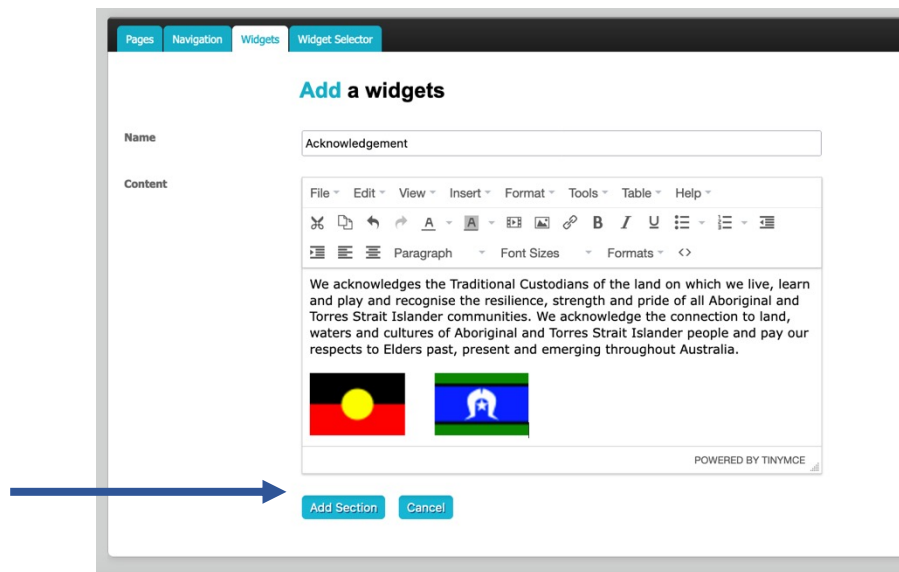 Pages Navigation Widgets Widget Selector
Add a widgets
Name
Acknowledgement
Content
File Edit View Insert Format Tools Table Help
A A B I U
Paragraph Font Sizes Formats
We acknowledges the Traditional Custodians of the land on which we live, learn
and play and recognise the resilience, strength and pride of all Aboriginal and
Torres Strait Islander communities. We acknowledge the connection to land,
waters and cultures of Aboriginal and Torres Strait Islander people and pay our
respects to Elders past, present and emerging throughout Australia.
POWERED BY TINYMCE
Add Section Cancel